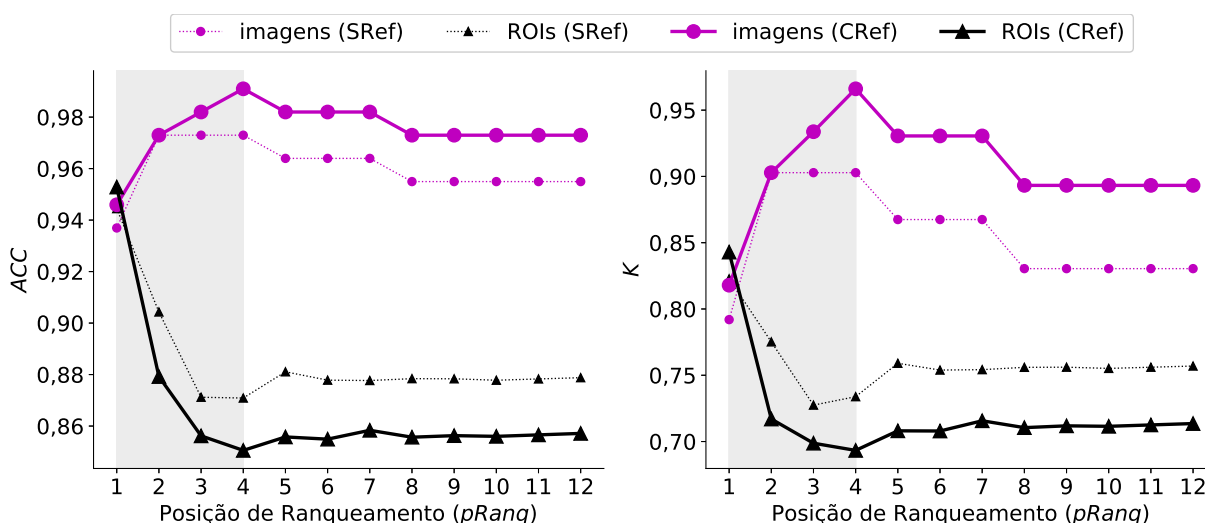 imagens (SRef) ROIs (SRef) imagens (CRef) ROIs (CRef)
ACC
0,98
0,96
0,94
0,92
0,90
0,88
0,86
1 2 3 4 5 6 7 8 9 10 11 12
Posição de Ranqueamento (pRanq)
K
0,95
0,90
0,85
0,80
0,75
0,70
1 2 3 4 5 6 7 8 9 10 11 12
Posição de Ranqueamento (pRanq)